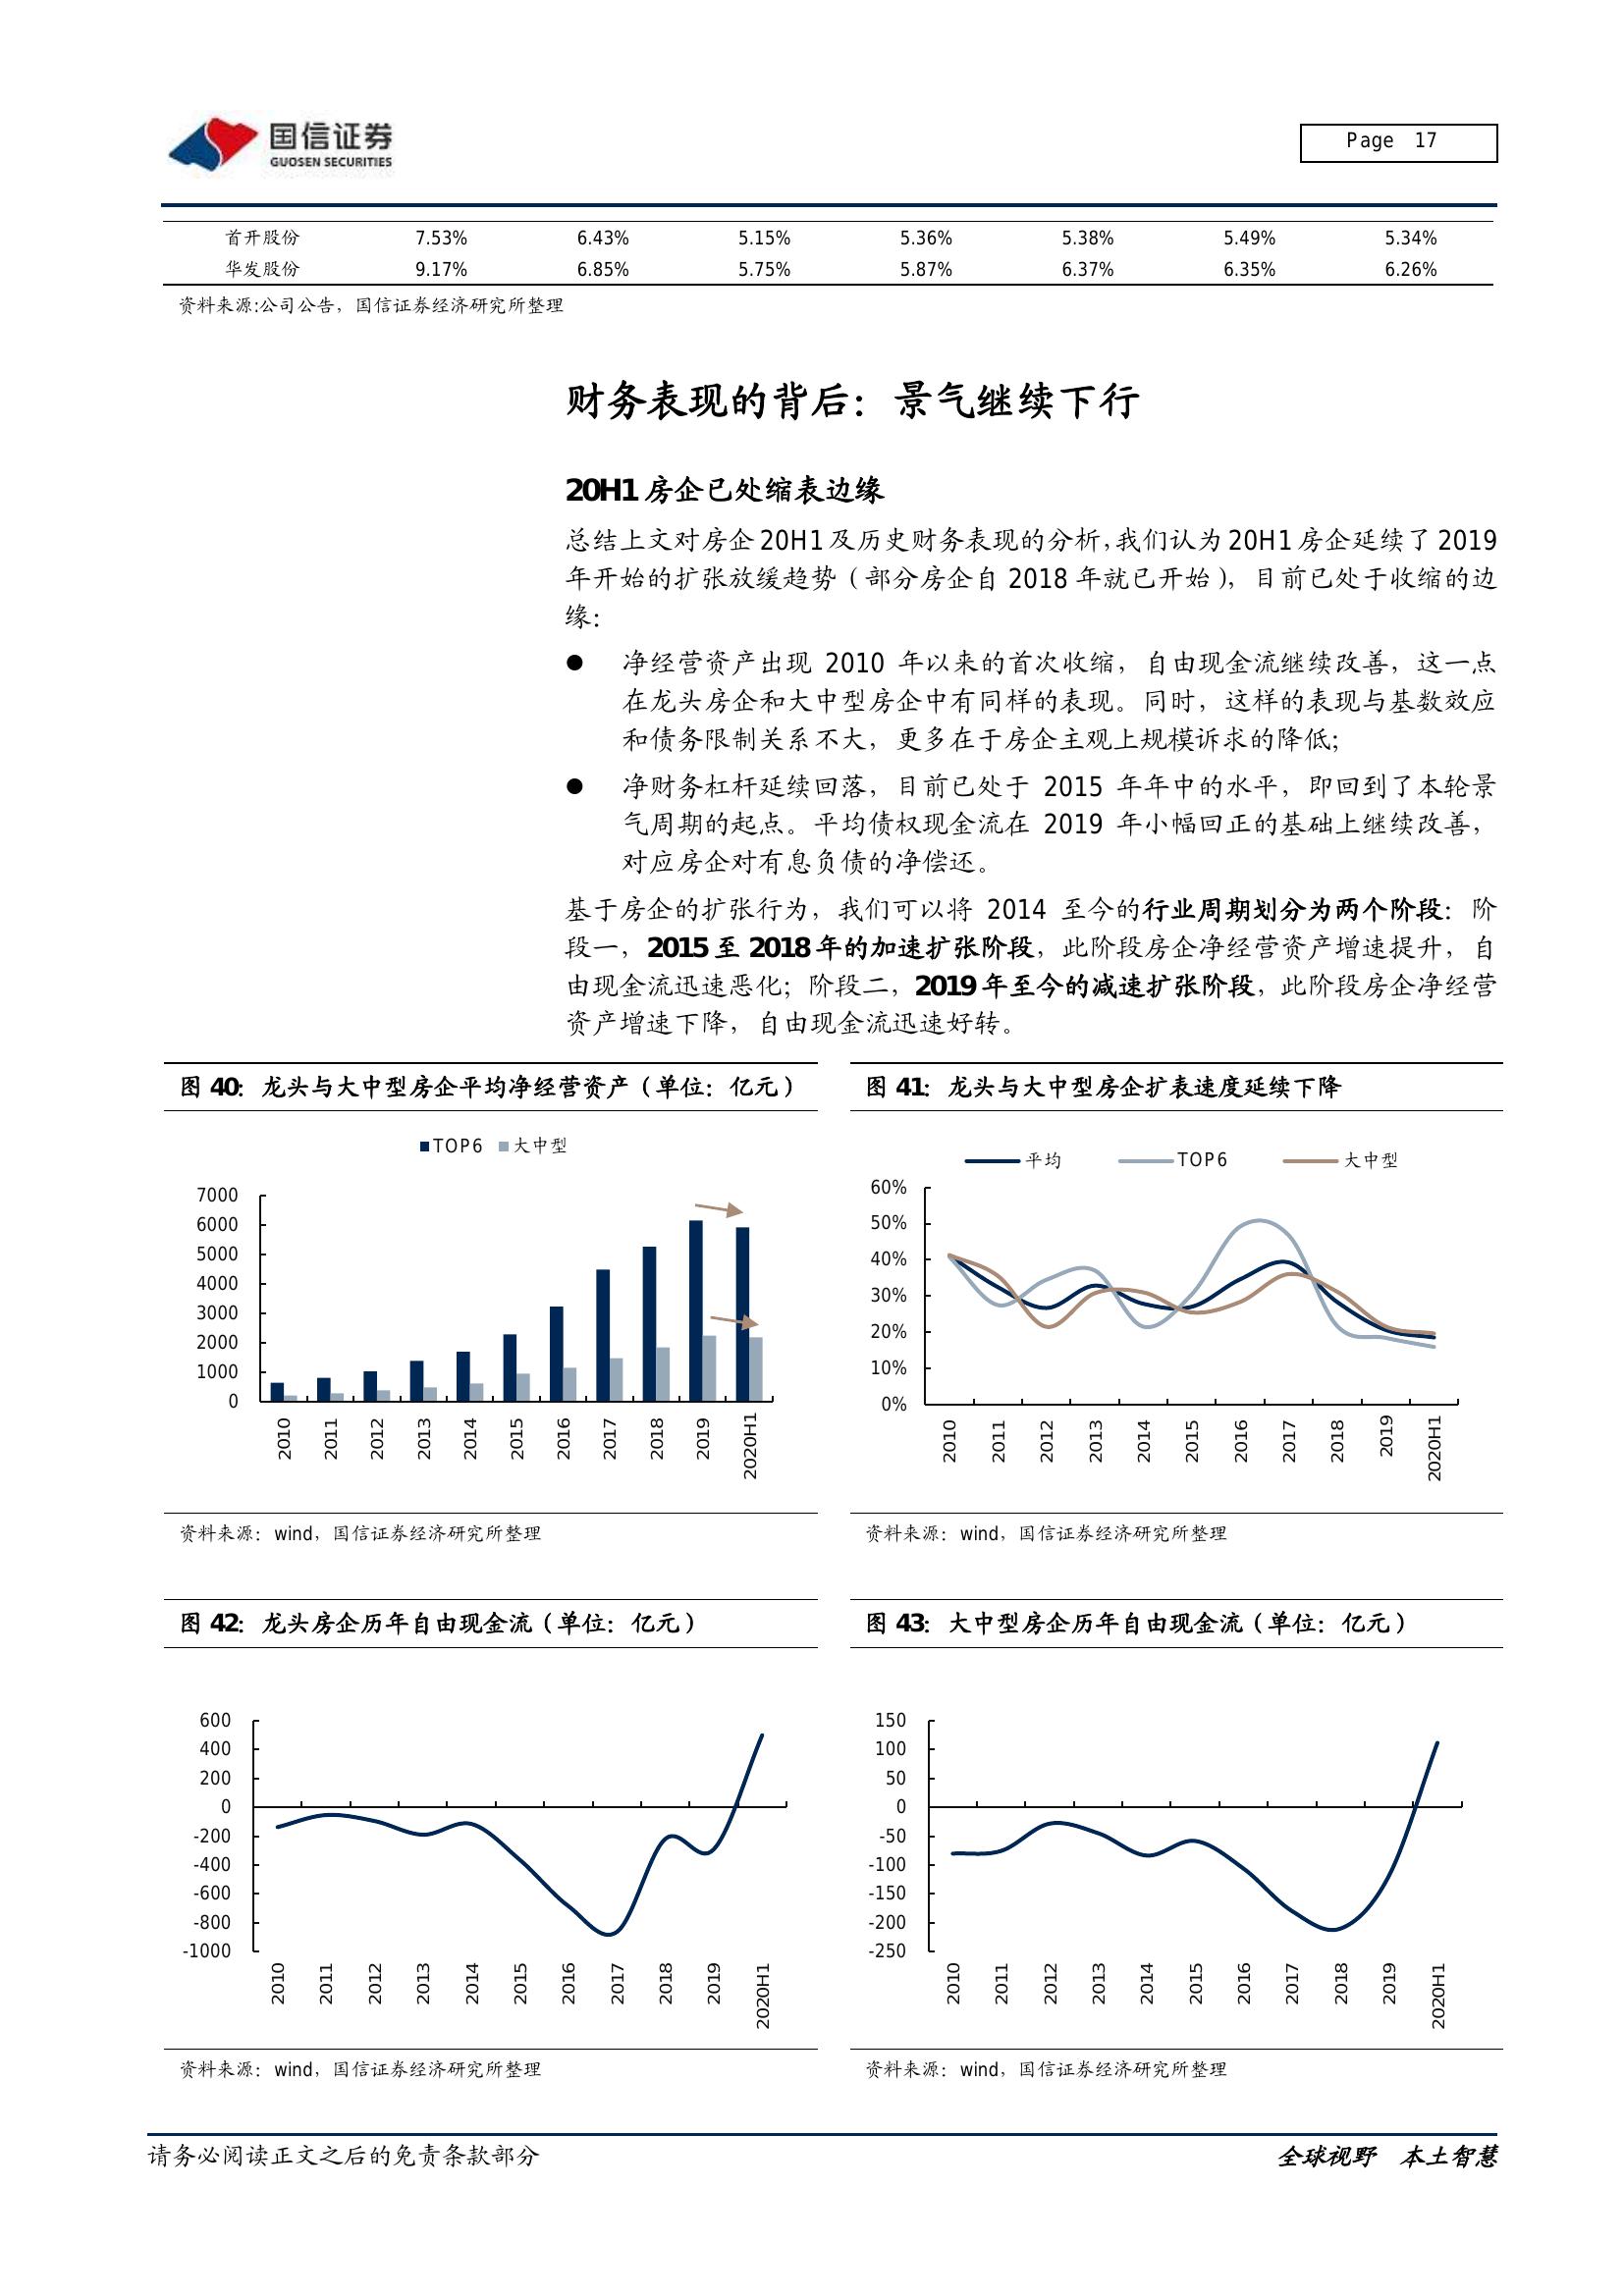 国信证券
GUOSEN SECURITIES
Page 17
首开股份 7.53% 6.43% 5.15% 5.36% 5.38% 5.49% 5.34%
华发股份 9.17% 6.85% 5.75% 5.87% 6.37% 6.35% 6.26%
资料来源:公司公告，国信证券经济研究所整理
财务表现的背后：景气继续下行
20H1 房企已处缩表边缘
总结上文对房企 20H1 及历史财务表现的分析，我们认为 20H1 房企延续了 2019
年开始的扩张放缓趋势（部分房企自 2018 年就已开始），目前已处于收缩的边
缘：
● 净经营资产出现 2010 年以来的首次收缩，自由现金流继续改善，这一点
在龙头房企和大中型房企中有同样的表现。同时，这样的表现与基数效应
和债务限制关系不大，更多在于房企主观上规模诉求的降低；
● 净财务杠杆延续回落，目前已处于 2015 年年中的水平，即回到了本轮景
气周期的起点。平均债权现金流在 2019 年小幅回正的基础上继续改善，
对应房企对有息负债的净偿还。
基于房企的扩张行为，我们可以将 2014 至今的行业周期划分为两个阶段：阶
段一，2015 至 2018 年的加速扩张阶段，此阶段房企净经营资产增速提升，自
由现金流迅速恶化；阶段二，2019 年至今的减速扩张阶段，此阶段房企净经营
资产增速下降，自由现金流迅速好转。
图 40：龙头与大中型房企平均净经营资产（单位：亿元）
TOP6 大中型
7000
6000
5000
4000
3000
2000
1000
0
2010 2011 2012 2013 2014 2015 2016 2017 2018 2019 2020H1
资料来源：wind，国信证券经济研究所整理
图 41：龙头与大中型房企扩表速度延续下降
平均 TOP6 大中型
60%
50%
40%
30%
20%
10%
0%
2010 2011 2012 2013 2014 2015 2016 2017 2018 2019 2020H1
资料来源：wind，国信证券经济研究所整理
图 42：龙头房企历年自由现金流（单位：亿元）
600
400
200
0
-200
-400
-600
-800
-1000
2010 2011 2012 2013 2014 2015 2016 2017 2018 2019 2020H1
资料来源：wind，国信证券经济研究所整理
图 43：大中型房企历年自由现金流（单位：亿元）
150
100
50
0
-50
-100
-150
-200
-250
2010 2011 2012 2013 2014 2015 2016 2017 2018 2019 2020H1
资料来源：wind，国信证券经济研究所整理
请务必阅读正文之后的免责条款部分
全球视野 本土智慧